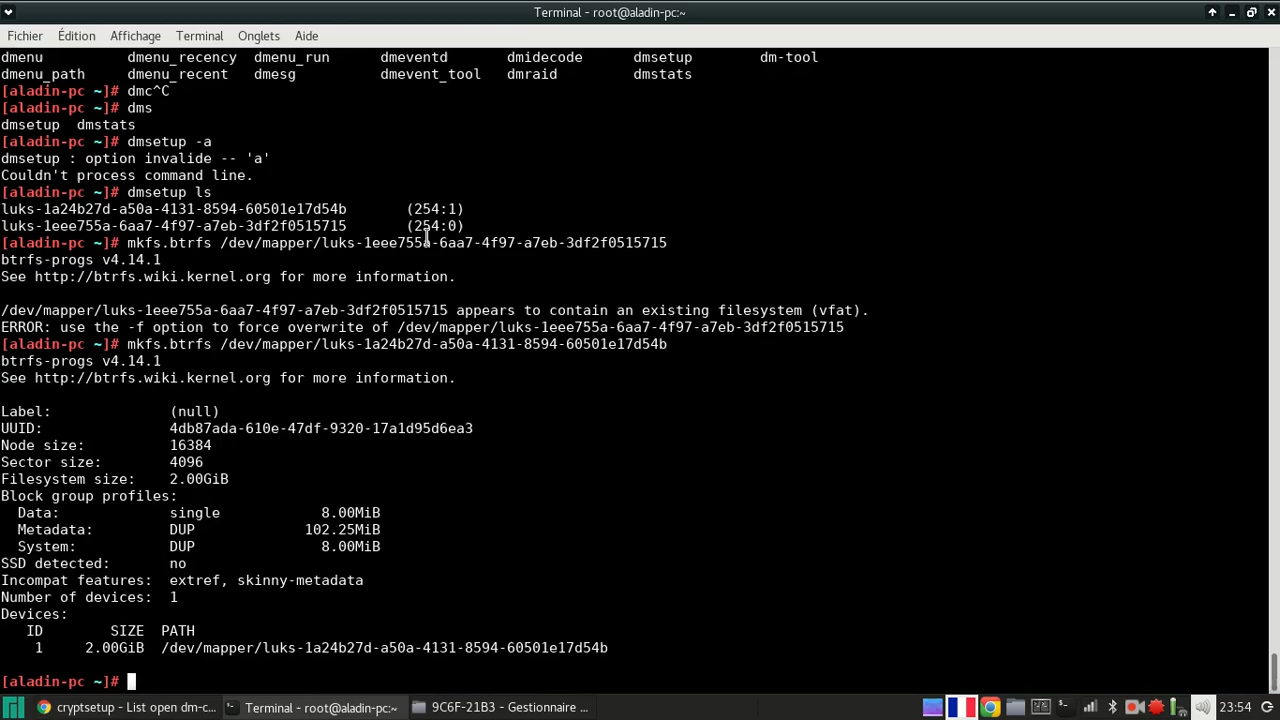 Terminal - root@aladin-pc:~
Fichier Édition Affichage Terminal Onglets Aide
dmenu dmenu_recency dmenu_run dmeventd dmidecode dmsetup dm-tool
dmenu_path dmenu_recent dmesg dmevent_tool dmraid dmstats
[aladin-pc ~]# dmc^C
[aladin-pc ~]# dms
dmsetup dmstats
[aladin-pc ~]# dmsetup -a
dmsetup : option invalide -- 'a'
Couldn't process command line.
[aladin-pc ~]# dmsetup ls
luks-1a24b27d-a50a-4131-8594-60501e17d54b (254:1)
luks-1eee755a-6aa7-4f97-a7eb-3df2f0515715 (254:0)
[aladin-pc ~]# mkfs.btrfs /dev/mapper/luks-1eee755a-6aa7-4f97-a7eb-3df2f0515715
btrfs-progs v4.14.1
See http://btrfs.wiki.kernel.org for more information.
/dev/mapper/luks-1eee755a-6aa7-4f97-a7eb-3df2f0515715 appears to contain an existing filesystem (vfat).
ERROR: use the -f option to force overwrite of /dev/mapper/luks-1eee755a-6aa7-4f97-a7eb-3df2f0515715
[aladin-pc ~]# mkfs.btrfs /dev/mapper/luks-1a24b27d-a50a-4131-8594-60501e17d54b
btrfs-progs v4.14.1
See http://btrfs.wiki.kernel.org for more information.
Label: (null)
UUID: 4db87ada-610e-47df-9320-17a1d95d6ea3
Node size: 16384
Sector size: 4096
Filesystem size: 2.00GiB
Block group profiles:
Data: single 8.00MiB
Metadata: DUP 102.25MiB
System: DUP 8.00MiB
SSD detected: no
Incompat features: extref, skinny-metadata
Number of devices: 1
Devices:
ID SIZE PATH
1 2.00GiB /dev/mapper/luks-1a24b27d-a50a-4131-8594-60501e17d54b
[aladin-pc ~]#
cryptsetup - List open dm-c... Terminal - root@aladin-pc:~ 9C6F-21B3 - Gestionnaire ... 23:54